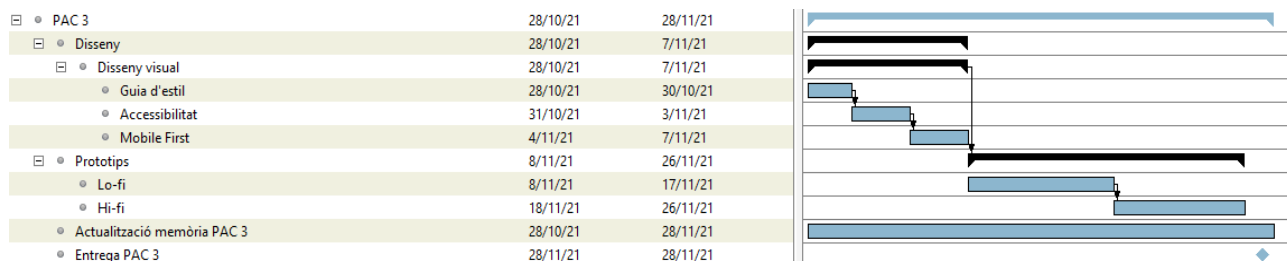 PAC 3 28/10/21 28/11/21
Disseny 28/10/21 7/11/21
Disseny visual 28/10/21 7/11/21
Guia d'estil 28/10/21 30/10/21
Accessibilitat 31/10/21 3/11/21
Mobile First 4/11/21 7/11/21
Prototips 8/11/21 26/11/21
Lo-fi 8/11/21 17/11/21
Hi-fi 18/11/21 26/11/21
Actualització memòria PAC 3 28/10/21 28/11/21
Entrega PAC 3 28/11/21 28/11/21